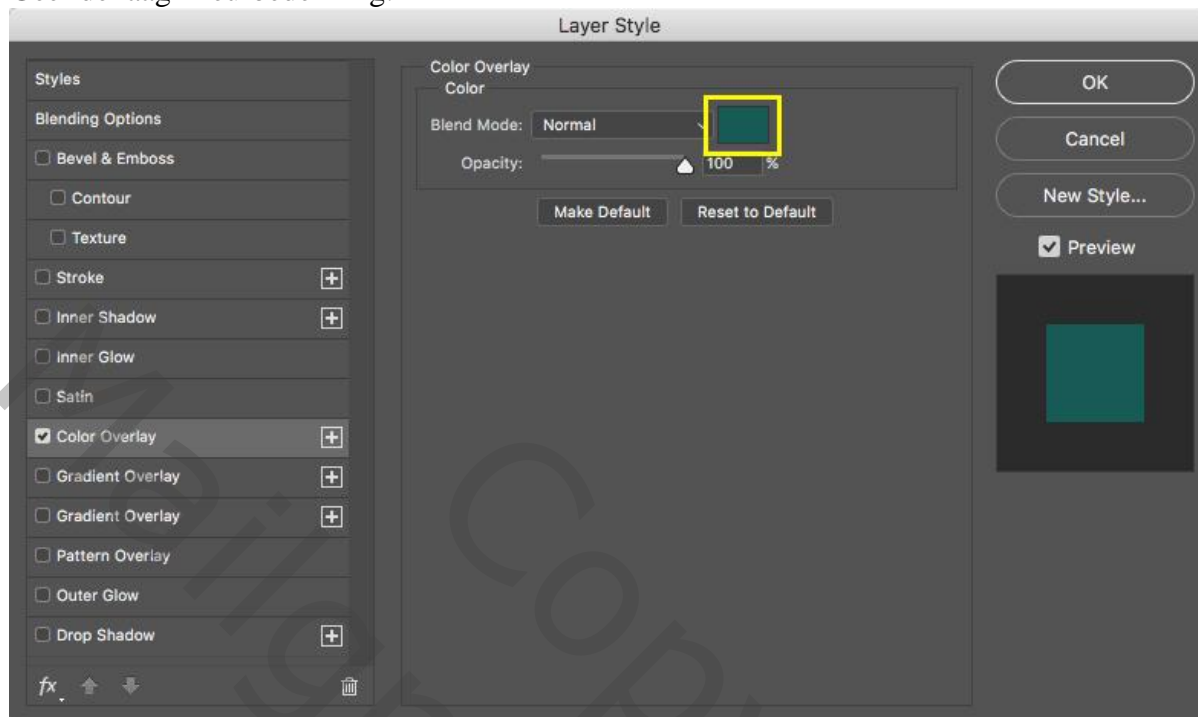 Layer Style
Styles
Blending Options
Bevel & Emboss
Contour
Texture
Stroke
Inner Shadow
Inner Glow
Satin
Color Overlay
Gradient Overlay
Gradient Overlay
Pattern Overlay
Outer Glow
Drop Shadow
fx
Color Overlay
Color
Blend Mode: Normal
Opacity: 100 %
Make Default Reset to Default
OK
Cancel
New Style...
Preview